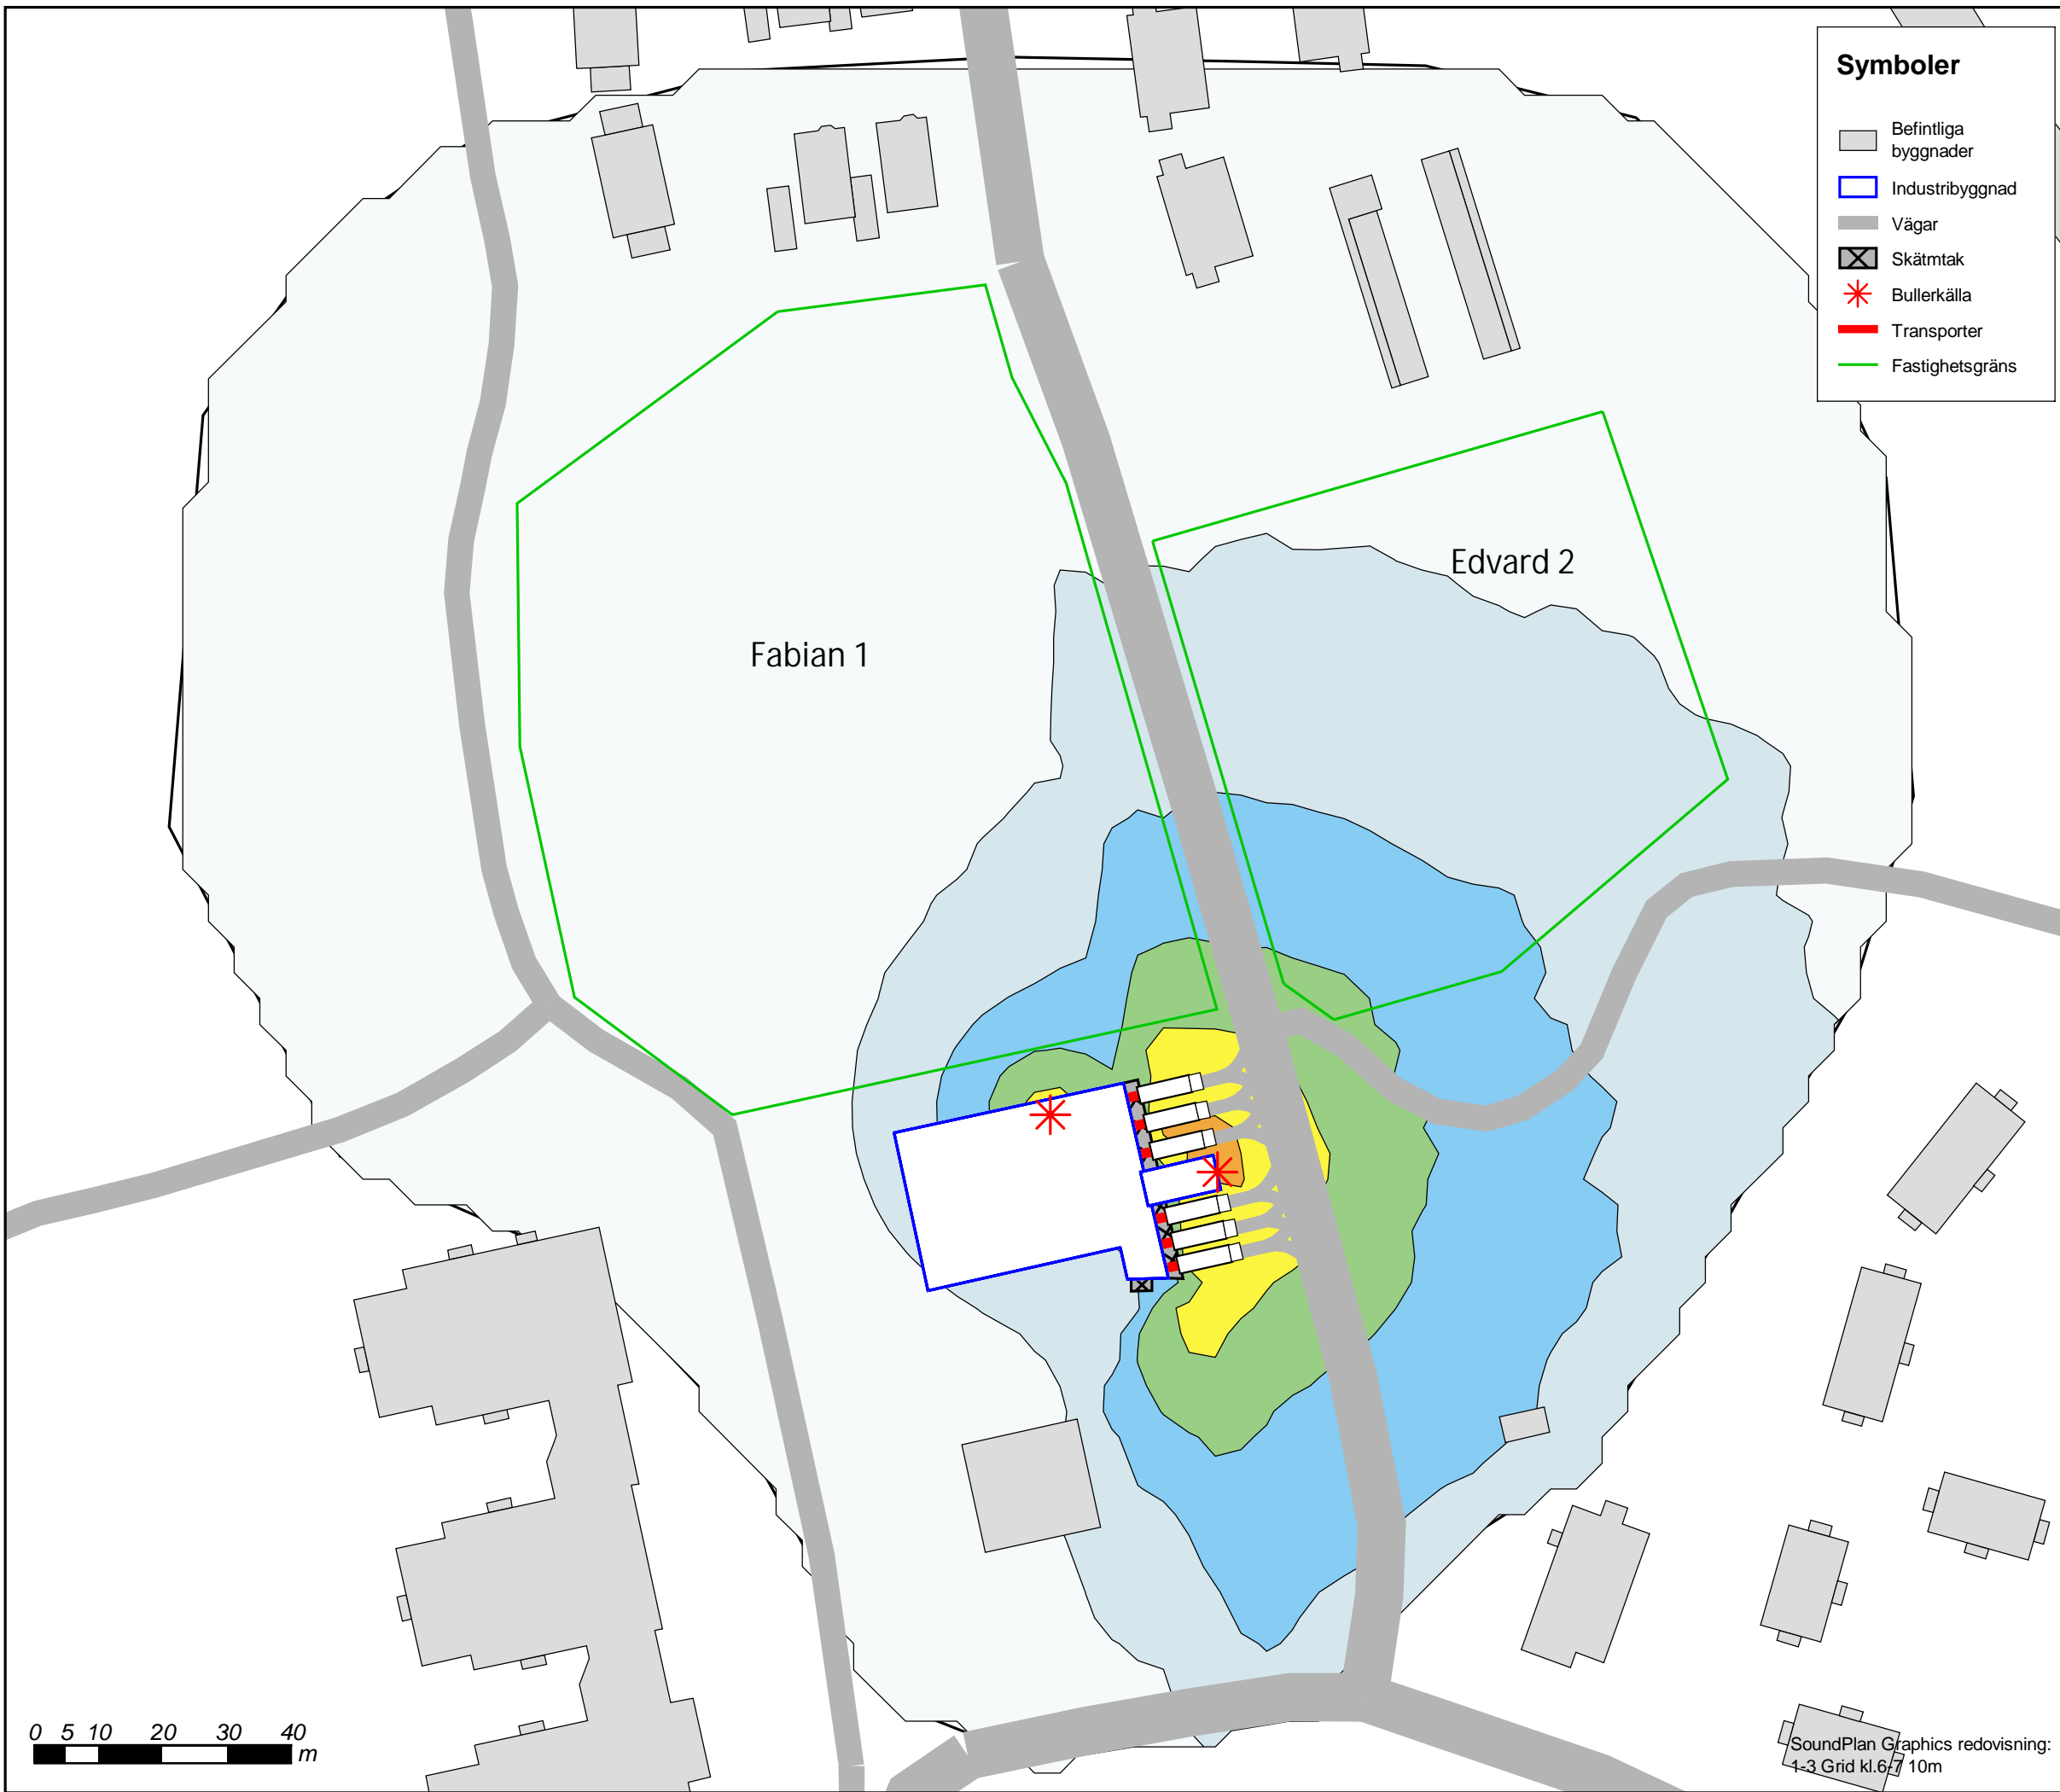 Symboler
Befintliga
byggnader
Industribyggnad
Vägar
Skätmtak
Bullerkälla
Transporter
Fastighetsgräns
Edvard 2
Fabian 1
0 5 10 20 30 40
m
SoundPlan Graphics redovisning:
1-3 Grid kl.6-7 10m